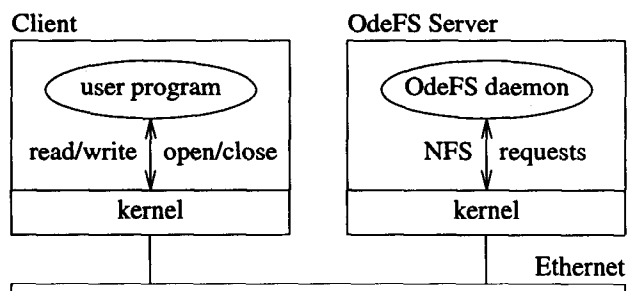 Client
OdeFS Server
user program
OdeFS daemon
read/write open/close
NFS requests
kernel
kernel
Ethernet